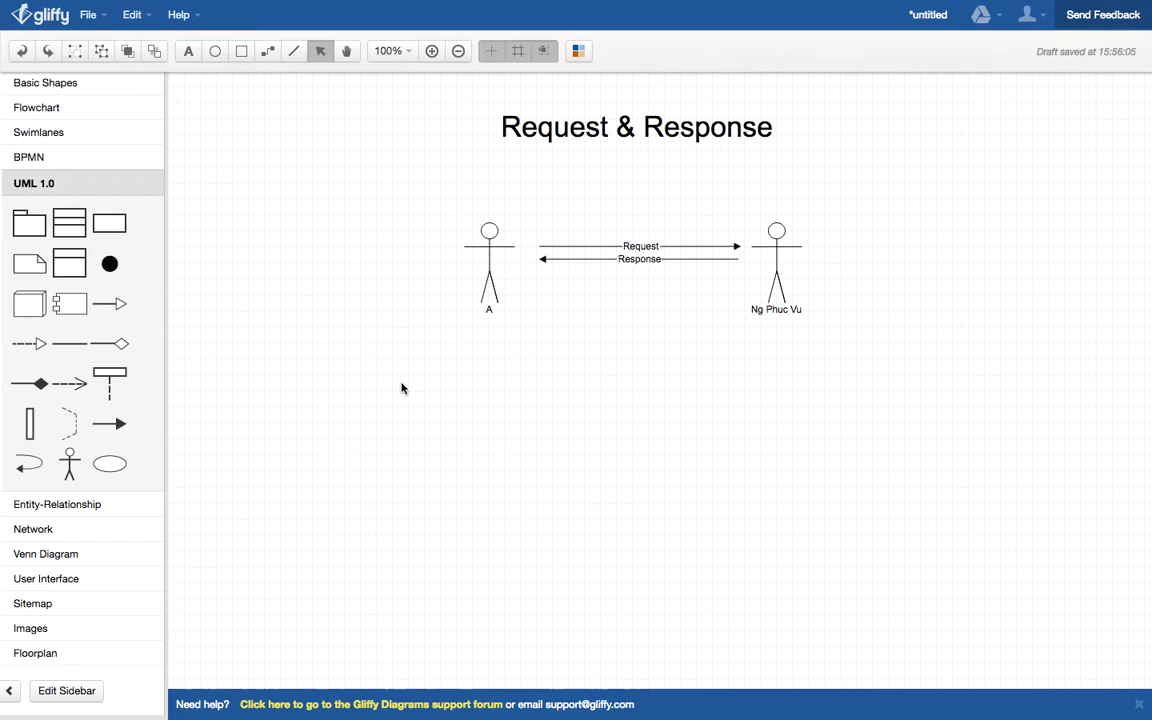 gliffy File Edit Help *untitled Send Feedback
A 100% Draft saved at 15:56:05
Basic Shapes
Flowchart
Swimlanes
BPMN
UML 1.0
Entity-Relationship
Network
Venn Diagram
User Interface
Sitemap
Images
Floorplan
Edit Sidebar
Request & Response
Request
Response
A
Ng Phuc Vu
Need help? Click here to go to the Gliffy Diagrams support forum or email support@gliffy.com